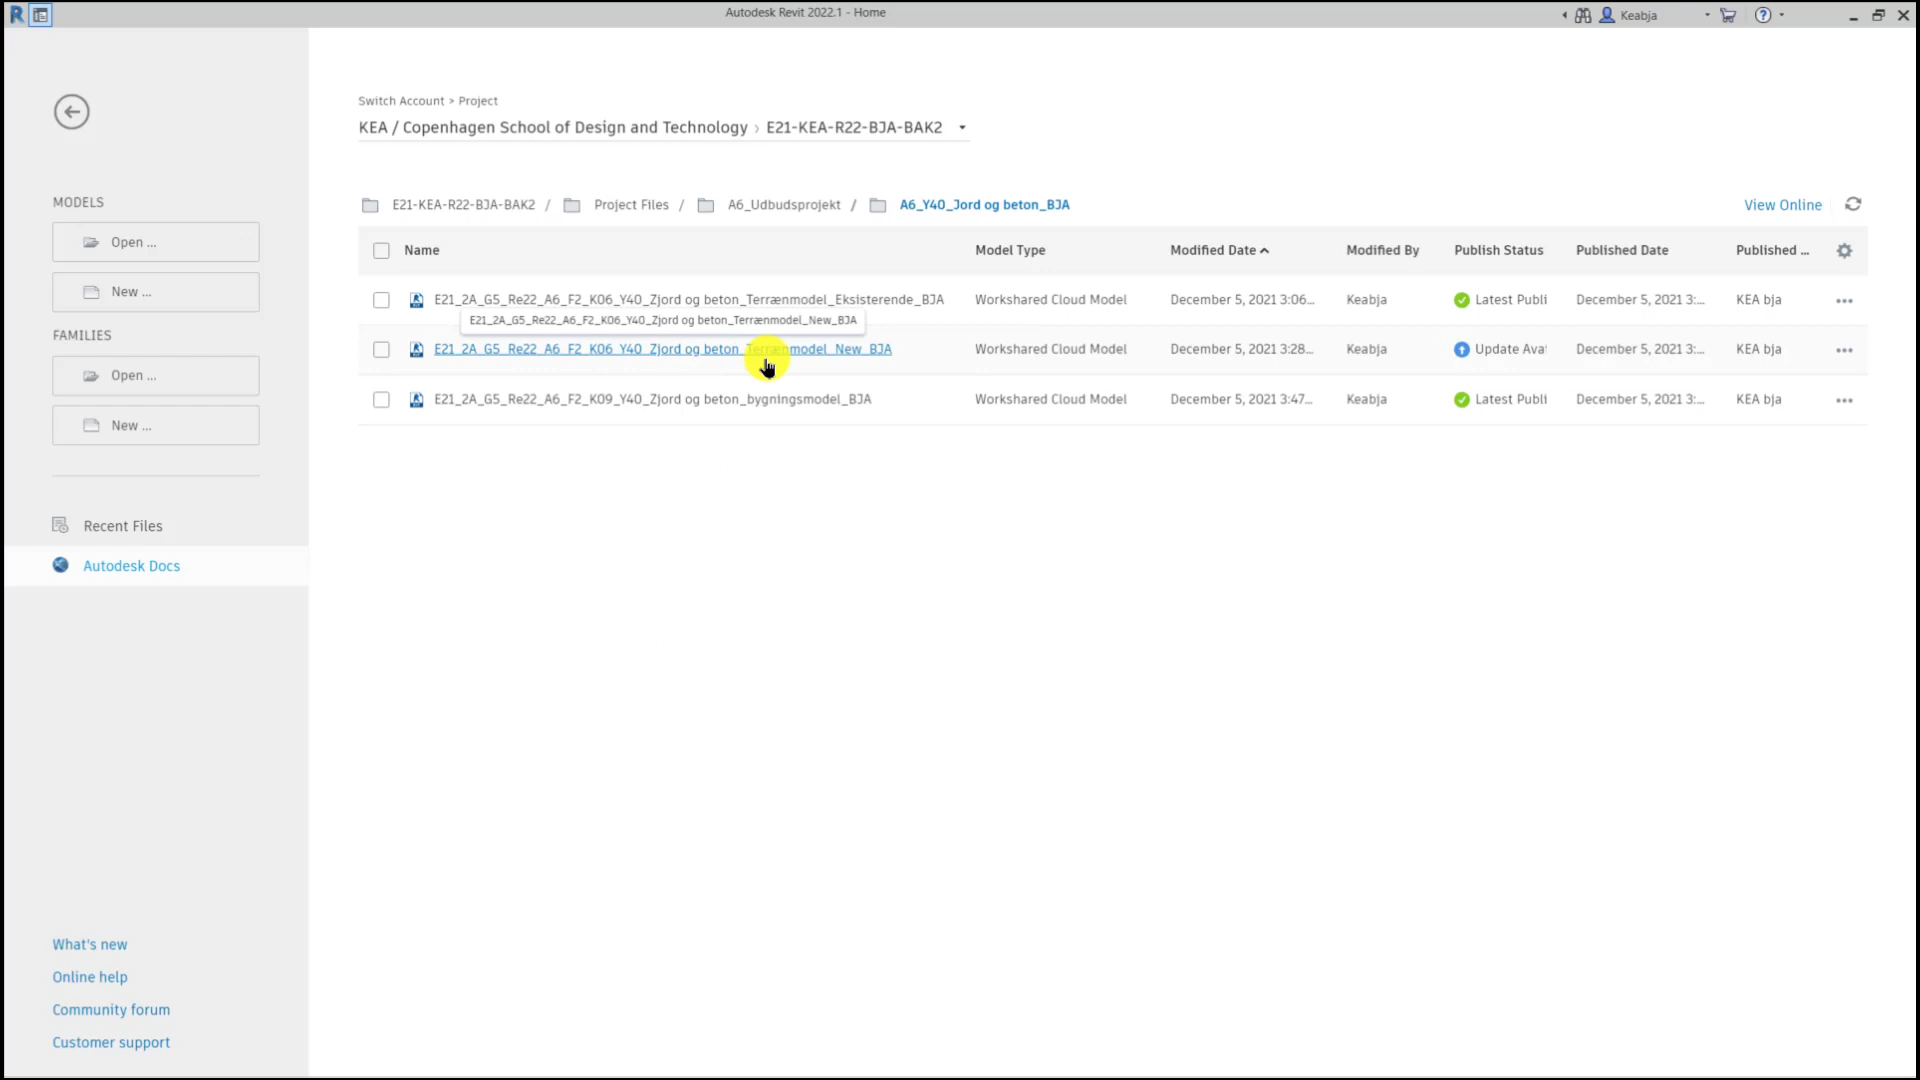 Autodesk Revit 2022.1 - Home
Keabja
Switch Account > Project
KEA / Copenhagen School of Design and Technology › E21-KEA-R22-BJA-BAK2
MODELS
Open ...
New ...
FAMILIES
Open ...
New ...
Recent Files
Autodesk Docs
What's new
Online help
Community forum
Customer support
E21-KEA-R22-BJA-BAK2 / Project Files / A6_Udbudsprojekt / A6_Y40_Jord og beton_BJA View Online
Name Model Type Modified Date Modified By Publish Status Published Date Published ...
E21_2A_G5_Re22_A6_F2_K06_Y40_Zjord og beton_Terrænmodel_Eksisterende_BJA Workshared Cloud Model December 5, 2021 3:06... Keabja Latest Publi December 5, 2021 3:... KEA bja
E21_2A_G5_Re22_A6_F2_K06_Y40_Zjord og beton_Terrænmodel_New_BJA
E21_2A_G5_Re22_A6_F2_K06_Y40_Zjord og beton_Terrænmodel_New_BJA Workshared Cloud Model December 5, 2021 3:28... Keabja Update Ava December 5, 2021 3:... KEA bja
E21_2A_G5_Re22_A6_F2_K09_Y40_Zjord og beton_bygningsmodel_BJA Workshared Cloud Model December 5, 2021 3:47... Keabja Latest Publi December 5, 2021 3:... KEA bja